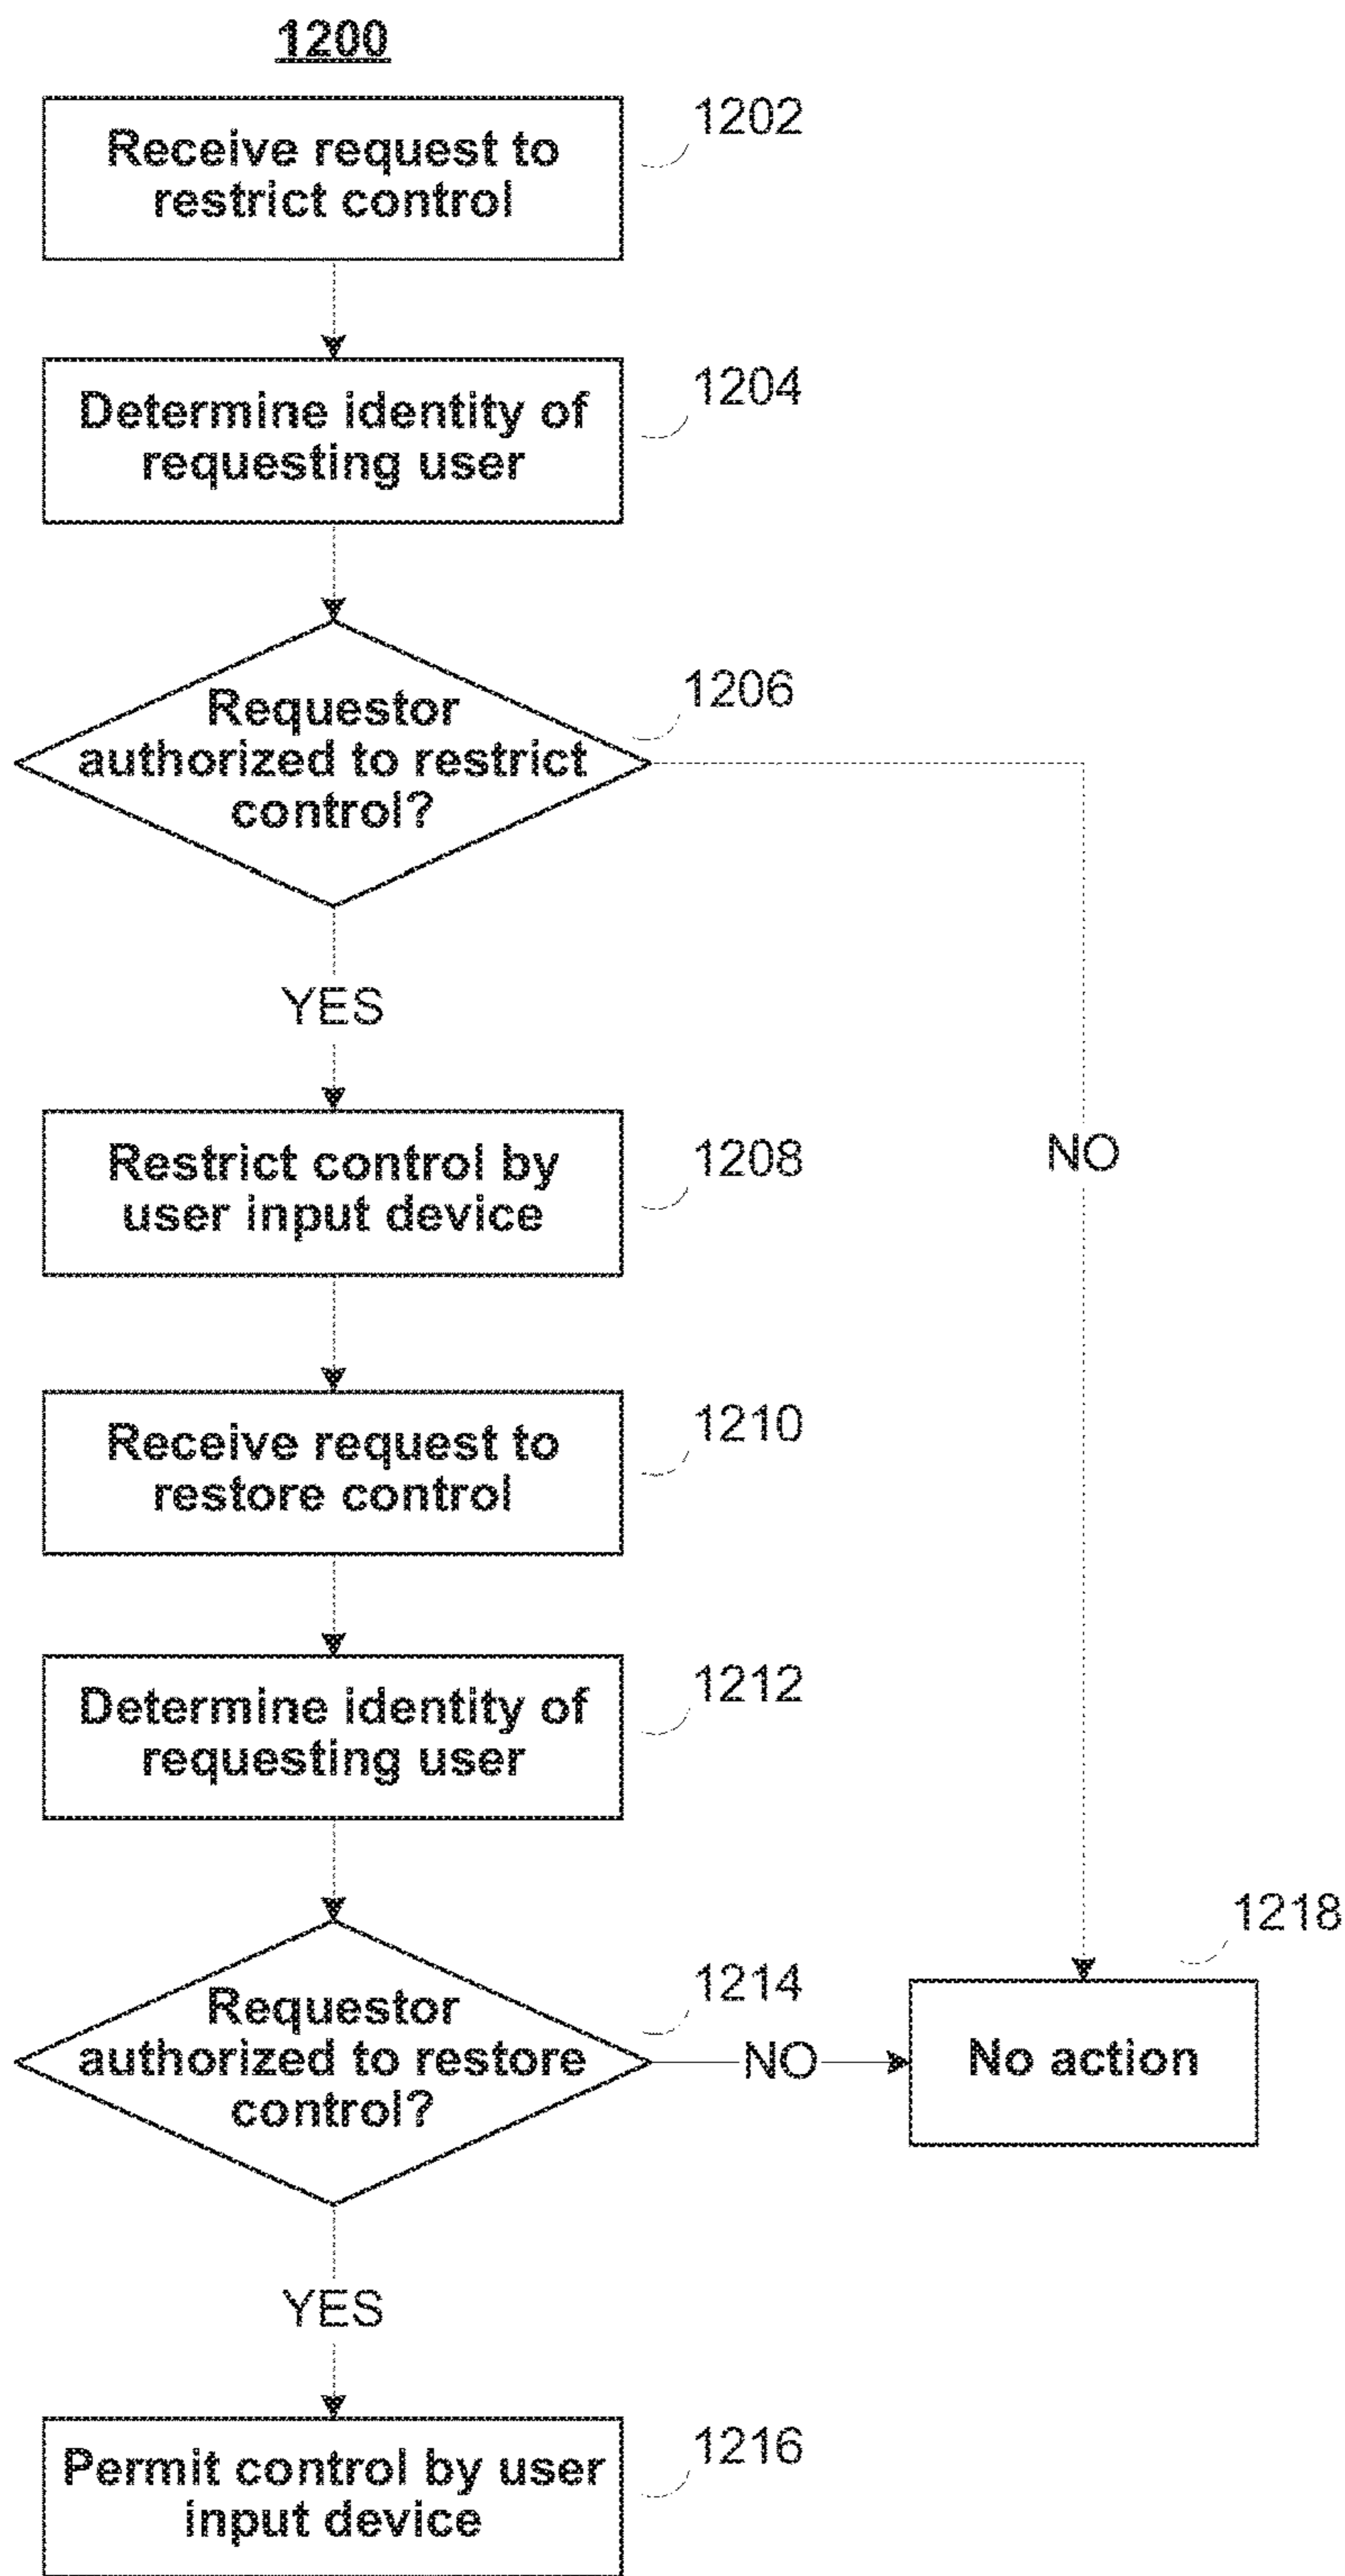 1200
Receive request to
restrict control
1202
Determine identity of
requesting user
1204
Requestor
authorized to restrict
control?
1206
YES
NO
Restrict control by
user input device
1208
Receive request to
restore control
1210
Determine identity of
requesting user
1212
Requestor
authorized to restore
control?
1214
NO
No action
1218
YES
Permit control by user
input device
1216